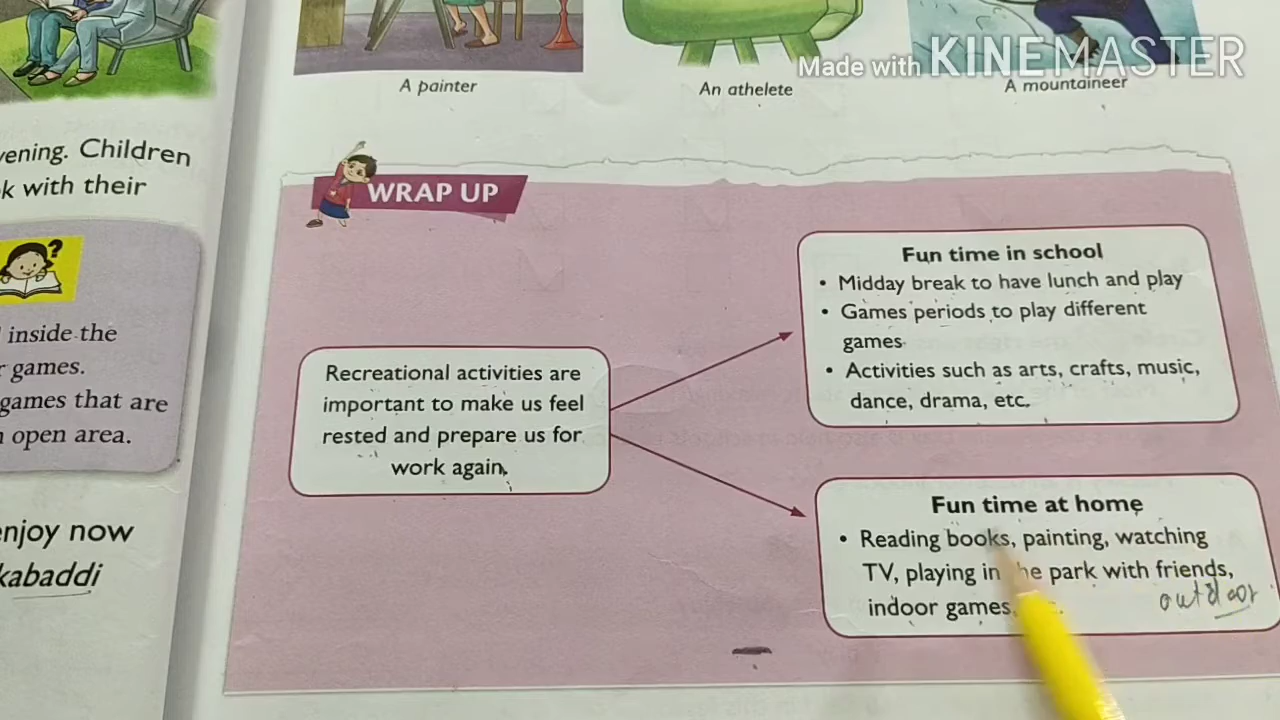 Made with KINEMASTER
A painter
An athelete
A mountaineer
vening. Children
k with their
?
inside the
games.
games that are
open area.
enjoy now
kabaddi
WRAP UP
Recreational activities are
important to make us feel
rested and prepare us for
work again.
Fun time in school
• Midday break to have lunch and play
• Games periods to play different
games
• Activities such as arts, crafts, music,
dance, drama, etc.
Fun time at home
• Reading books, painting, watching
TV, playing in the park with friends,
indoor games,
outdoor